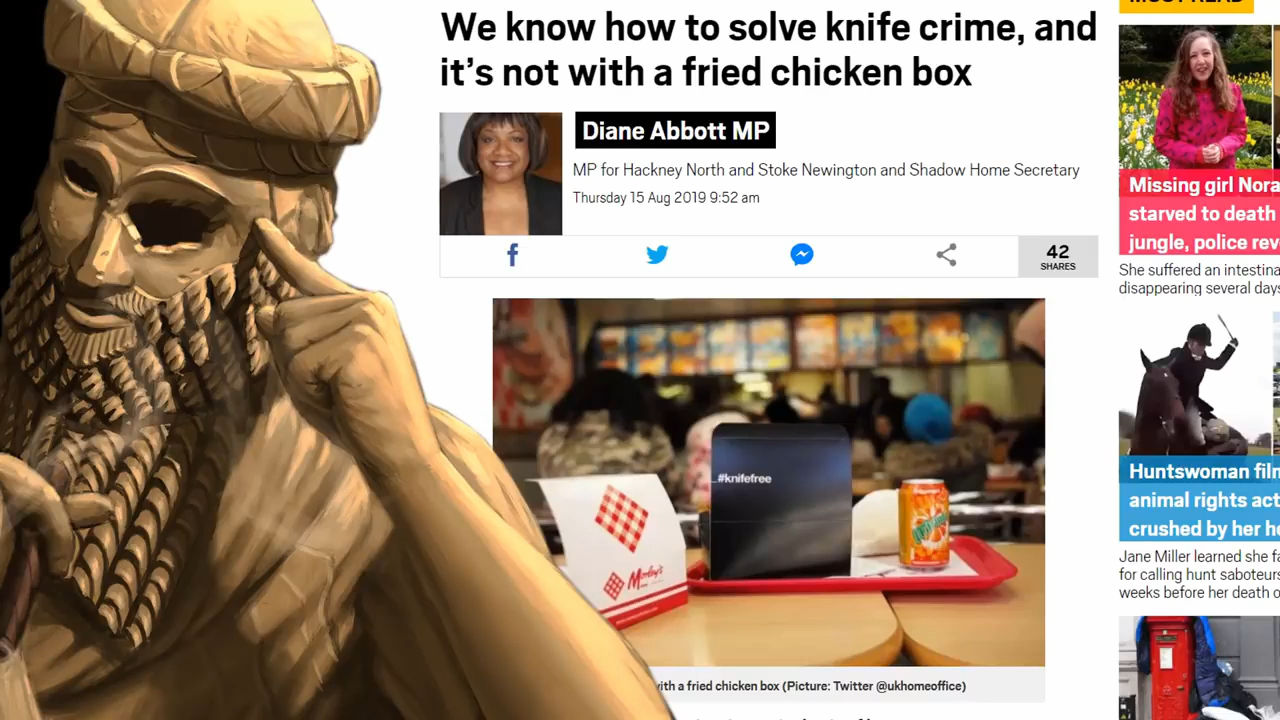 We know how to solve knife crime, and
it's not with a fried chicken box
Diane Abbott MP
MP for Hackney North and Stoke Newington and Shadow Home Secretary
Thursday 15 Aug 2019 9:52 am
42
SHARES
#knifefree
Morley's
with a fried chicken box (Picture: Twitter @ukhomeoffice)
MOST READ
Missing girl Nora
starved to death
jungle, police rev
She suffered an intestina
disappearing several days
Huntswoman film
animal rights act
crushed by her ho
Jane Miller learned she fa
for calling hunt saboteurs
weeks before her death o